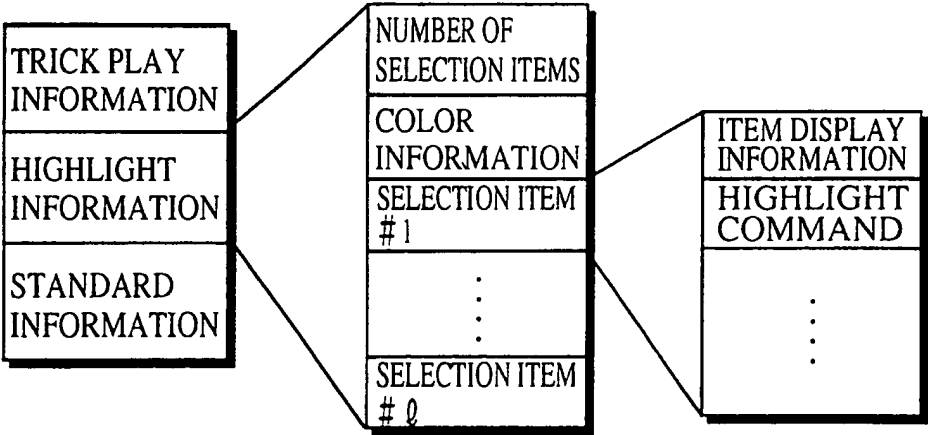 TRICK PLAY
INFORMATION
HIGHLIGHT
INFORMATION
STANDARD
INFORMATION
NUMBER OF
SELECTION ITEMS
COLOR
INFORMATION
SELECTION ITEM
#1
SELECTION ITEM
# ℓ
ITEM DISPLAY
INFORMATION
HIGHLIGHT
COMMAND